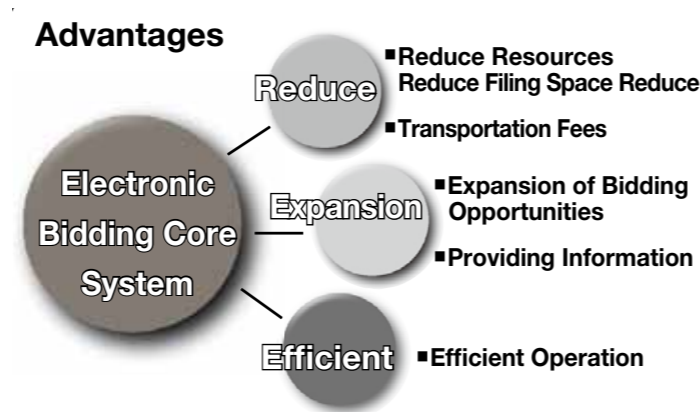 Advantages
Electronic
Bidding Core
System
Reduce
■Reduce Resources
Reduce Filing Space Reduce
■Transportation Fees
Expansion
■Expansion of Bidding
Opportunities
■Providing Information
Efficient
■Efficient Operation